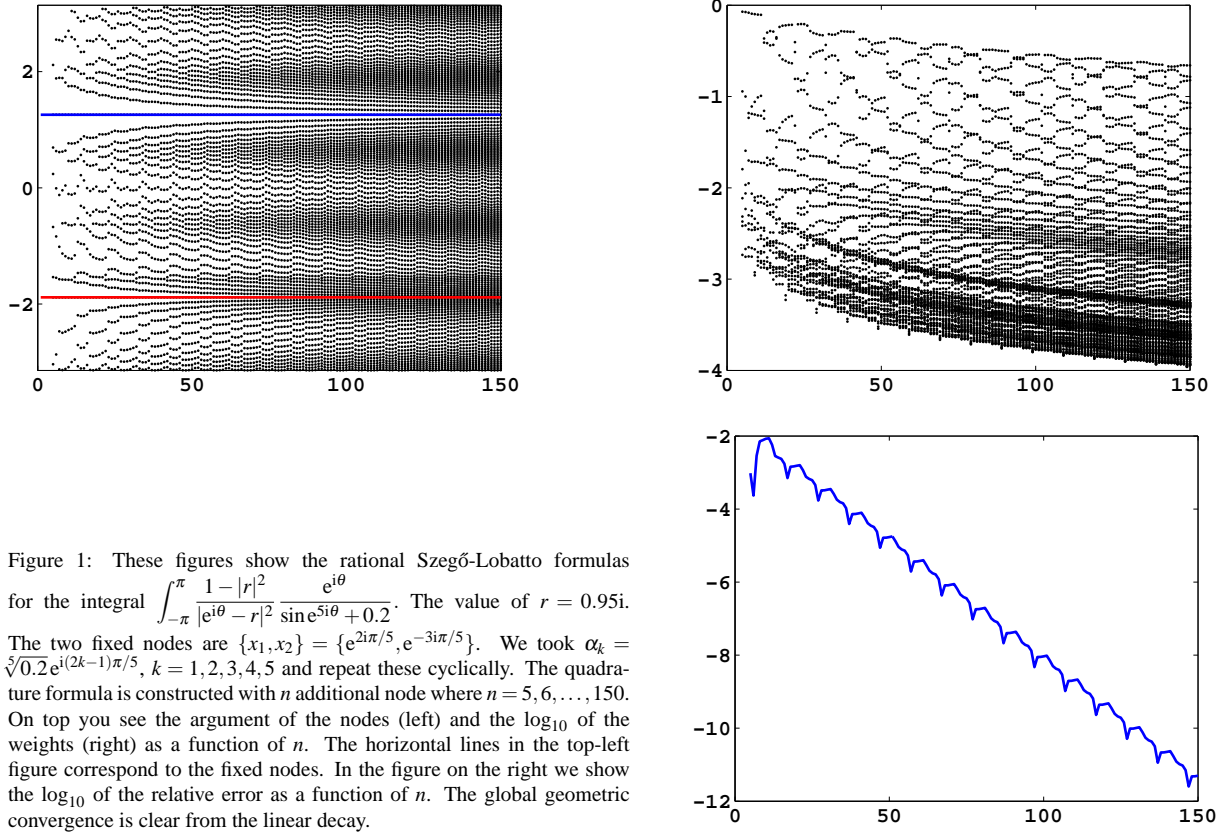 2
0
−2
0 50 100 150
0
−1
−2
−3
−4
0 50 100 150
−2
−4
−6
−8
−10
−12
0 50 100 150
Figure 1: These figures show the rational Szegő-Lobatto formulas
for the integral ∫_{−π}^{π} (1−|r|²)/(|e^{iθ}−r|²) e^{iθ}/(sin e^{5iθ}+0.2). The value of r = 0.95i.
The two fixed nodes are {x₁,x₂} = {e^{2iπ/5}, e^{−3iπ/5}}. We took α_k =
⁵√0.2 e^{i(2k−1)π/5}, k = 1,2,3,4,5 and repeat these cyclically. The quadra-
ture formula is constructed with n additional node where n = 5,6,...,150.
On top you see the argument of the nodes (left) and the log₁₀ of the
weights (right) as a function of n. The horizontal lines in the top-left
figure correspond to the fixed nodes. In the figure on the right we show
the log₁₀ of the relative error as a function of n. The global geometric
convergence is clear from the linear decay.